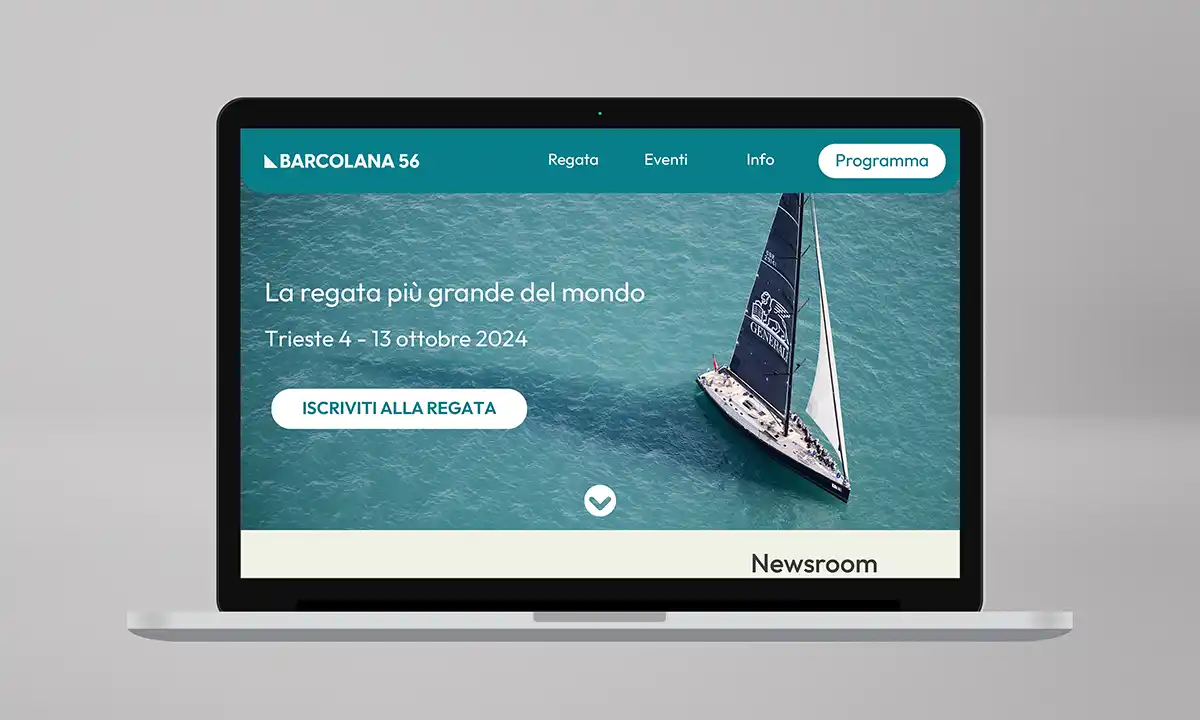 BARCOLANA 56
Regata
Eventi
Info
Programma
La regata più grande del mondo
Trieste 4 - 13 ottobre 2024
ISCRIVITI ALLA REGATA
GENERALI
Newsroom